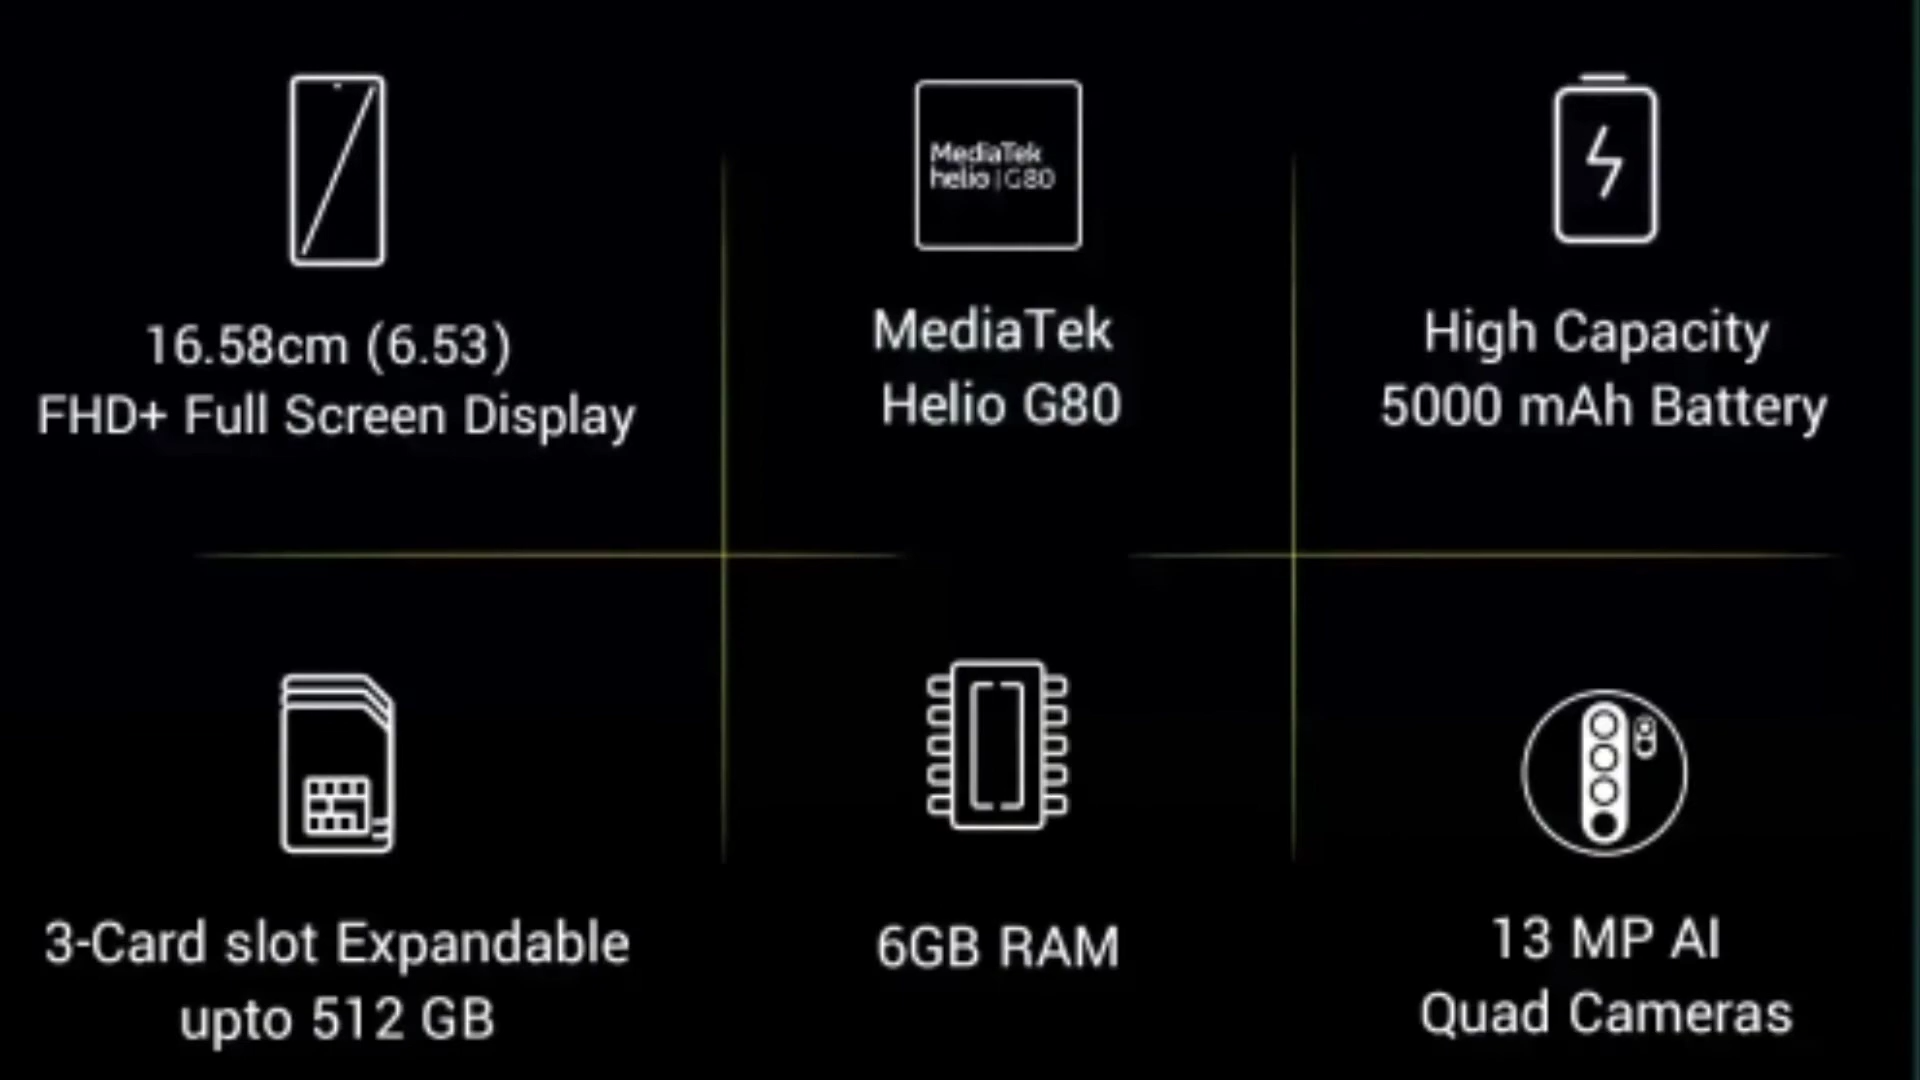 MediaTek
helio | G80
16.58cm (6.53)
FHD+ Full Screen Display
MediaTek
Helio G80
High Capacity
5000 mAh Battery
3-Card slot Expandable
upto 512 GB
6GB RAM
13 MP AI
Quad Cameras